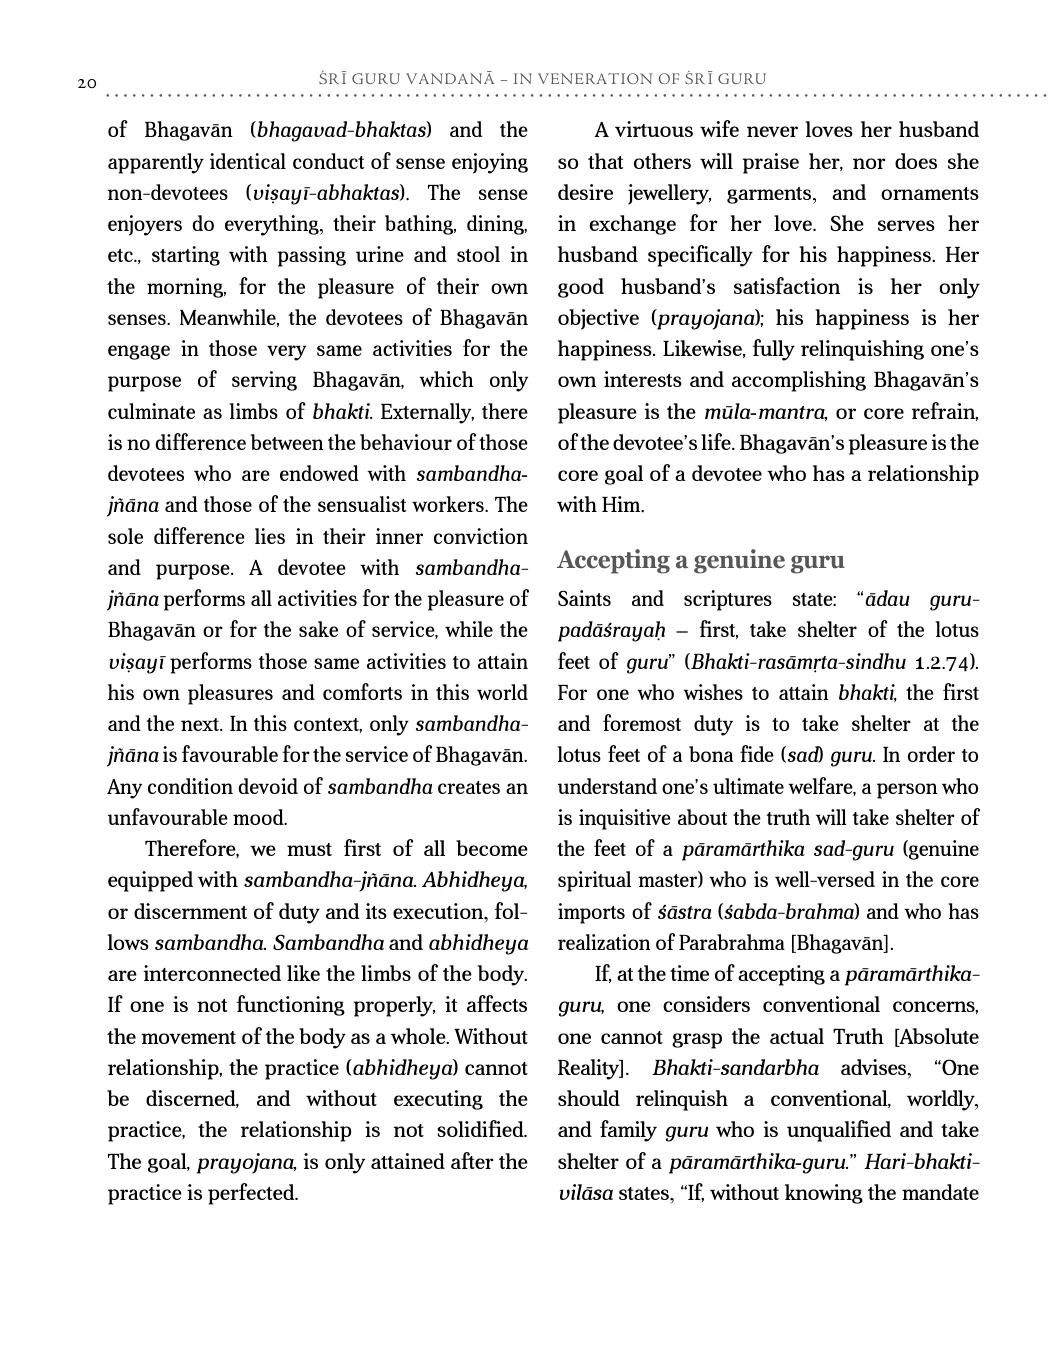 20
ŚRĪ GURU VANDANĀ – IN VENERATION OF ŚRĪ GURU
of Bhagavān (bhagavad-bhaktas) and the
apparently identical conduct of sense enjoying
non-devotees (viṣayī-abhaktas). The sense
enjoyers do everything, their bathing, dining,
etc., starting with passing urine and stool in
the morning, for the pleasure of their own
senses. Meanwhile, the devotees of Bhagavān
engage in those very same activities for the
purpose of serving Bhagavān, which only
culminate as limbs of bhakti. Externally, there
is no difference between the behaviour of those
devotees who are endowed with sambandha-
jñāna and those of the sensualist workers. The
sole difference lies in their inner conviction
and purpose. A devotee with sambandha-
jñāna performs all activities for the pleasure of
Bhagavān or for the sake of service, while the
viṣayī performs those same activities to attain
his own pleasures and comforts in this world
and the next. In this context, only sambandha-
jñāna is favourable for the service of Bhagavān.
Any condition devoid of sambandha creates an
unfavourable mood.
Therefore, we must first of all become
equipped with sambandha-jñāna. Abhidheya,
or discernment of duty and its execution, fol-
lows sambandha. Sambandha and abhidheya
are interconnected like the limbs of the body.
If one is not functioning properly, it affects
the movement of the body as a whole. Without
relationship, the practice (abhidheya) cannot
be discerned, and without executing the
practice, the relationship is not solidified.
The goal, prayojana, is only attained after the
practice is perfected.
A virtuous wife never loves her husband
so that others will praise her, nor does she
desire jewellery, garments, and ornaments
in exchange for her love. She serves her
husband specifically for his happiness. Her
good husband’s satisfaction is her only
objective (prayojana); his happiness is her
happiness. Likewise, fully relinquishing one’s
own interests and accomplishing Bhagavān’s
pleasure is the mūla-mantra, or core refrain,
of the devotee’s life. Bhagavān’s pleasure is the
core goal of a devotee who has a relationship
with Him.
Accepting a genuine guru
Saints and scriptures state: “ādau guru-
padāśrayaḥ – first, take shelter of the lotus
feet of guru” (Bhakti-rasāmṛta-sindhu 1.2.74).
For one who wishes to attain bhakti, the first
and foremost duty is to take shelter at the
lotus feet of a bona fide (sad) guru. In order to
understand one’s ultimate welfare, a person who
is inquisitive about the truth will take shelter of
the feet of a pāramārthika sad-guru (genuine
spiritual master) who is well-versed in the core
imports of śāstra (śabda-brahma) and who has
realization of Parabrahma [Bhagavān].
If, at the time of accepting a pāramārthika-
guru, one considers conventional concerns,
one cannot grasp the actual Truth [Absolute
Reality]. Bhakti-sandarbha advises, “One
should relinquish a conventional, worldly,
and family guru who is unqualified and take
shelter of a pāramārthika-guru.” Hari-bhakti-
vilāsa states, “If, without knowing the mandate